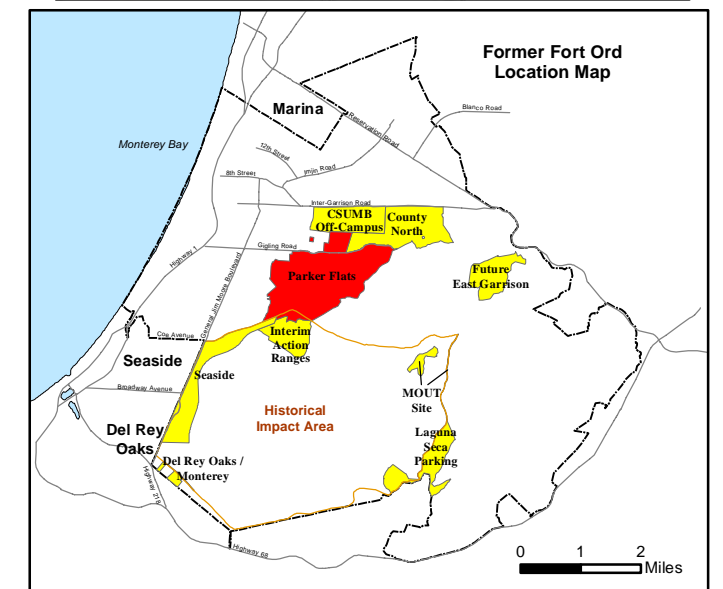 Former Fort Ord
Location Map
Marina
Blanco Road
Reservation Road
Monterey Bay
12th Street
Imjin Road
8th Street
Inter-Garrison Road
CSUMB
Off-Campus
County
North
Gigling Road
Highway 1
General Jim Moore Boulevard
Parker Flats
Future
East Garrison
Coe Avenue
Interim
Action
Ranges
Seaside
Seaside
Broadway Avenue
MOUT
Site
Historical
Impact Area
Del Rey
Oaks
Laguna
Seca
Parking
Del Rey Oaks /
Monterey
Highway 218
Highway 68
0 1 2
Miles